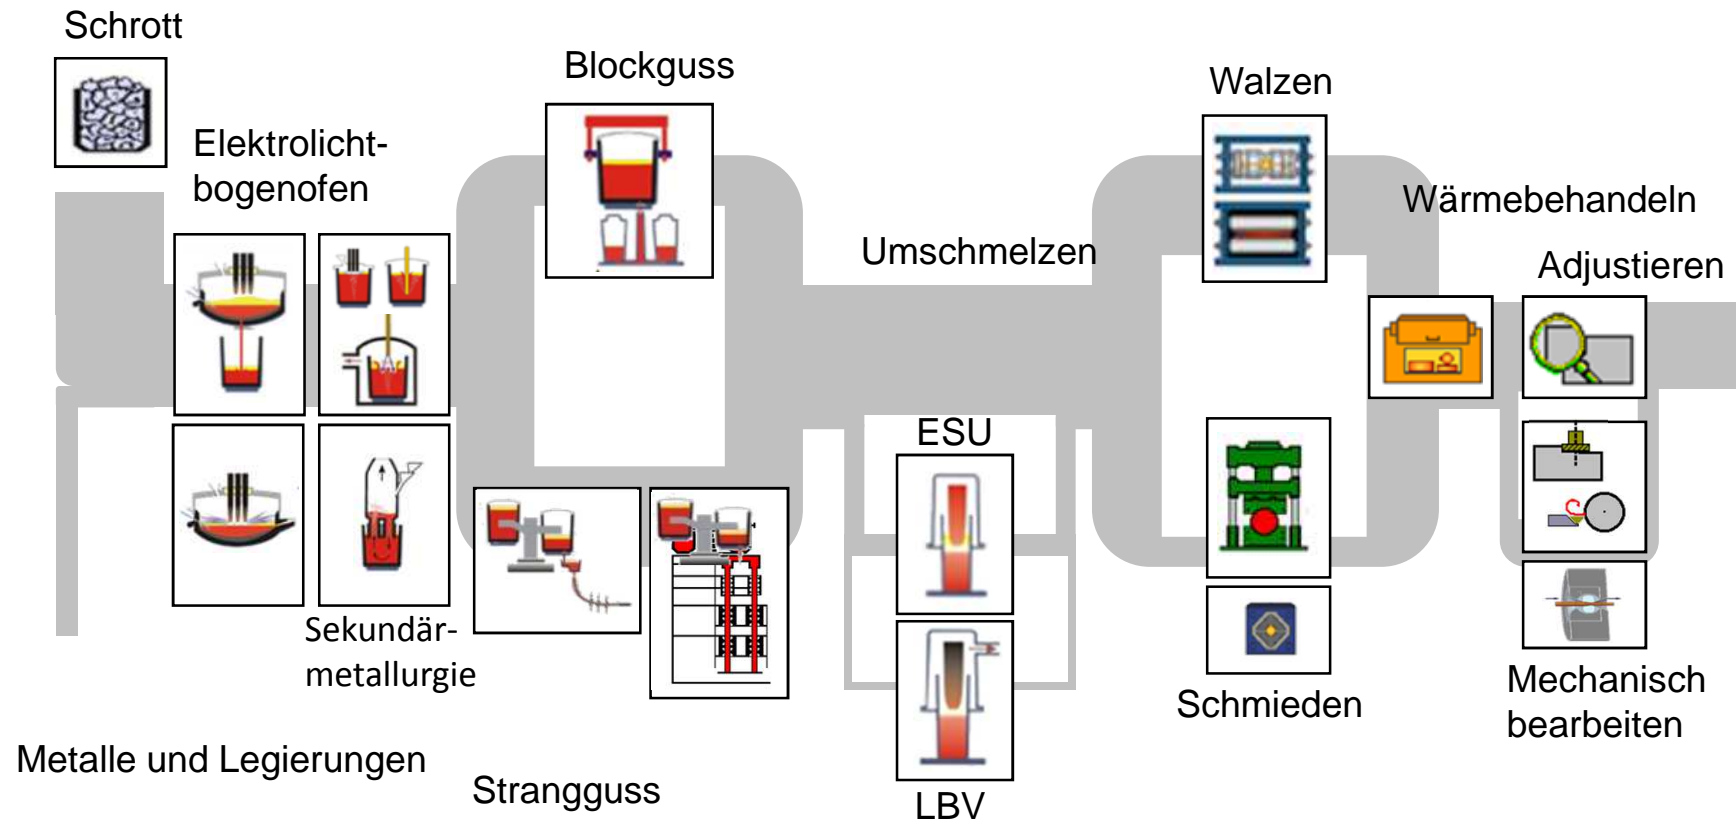 Schrott
Elektrolicht-
bogenofen
Blockguss
Umschmelzen
Walzen
Wärmebehandeln
Adjustieren
ESU
Sekundär-
metallurgie
Schmieden
Mechanisch
bearbeiten
Metalle und Legierungen
Strangguss
LBV